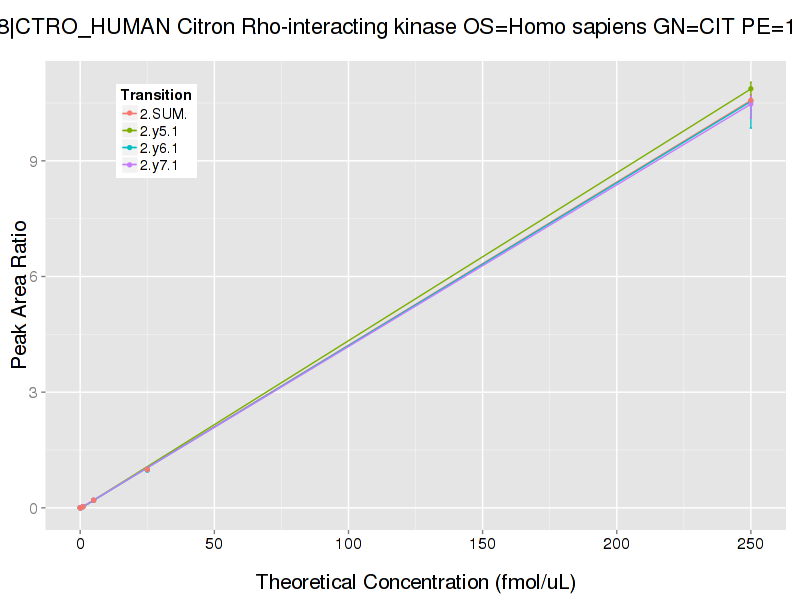 8|CTRO_HUMAN Citron Rho-interacting kinase OS=Homo sapiens GN=CIT PE=1
Transition
2.SUM.
2.y5.1
2.y6.1
2.y7.1
Peak Area Ratio
9
6
3
0
0 50 100 150 200 250
Theoretical Concentration (fmol/uL)